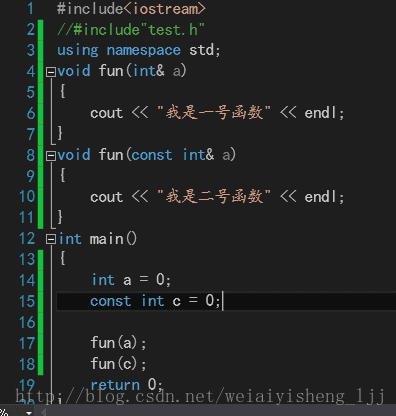 1 #include<iostream>
2 //#include"test.h"
3 using namespace std;
4 void fun(int& a)
5 {
6 cout << "我是一号函数" << endl;
7 }
8 void fun(const int& a)
9 {
10 cout << "我是二号函数" << endl;
11 }
12 int main()
13 {
14 int a = 0;
15 const int c = 0;
16
17 fun(a);
18 fun(c);
19 return 0;
http://blog.csdn.net/weiaiyisheng_ljj
%